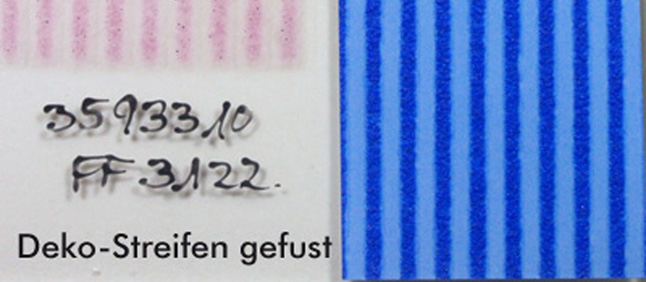 3593310
FF 3122.
Deko-Streifen gefust